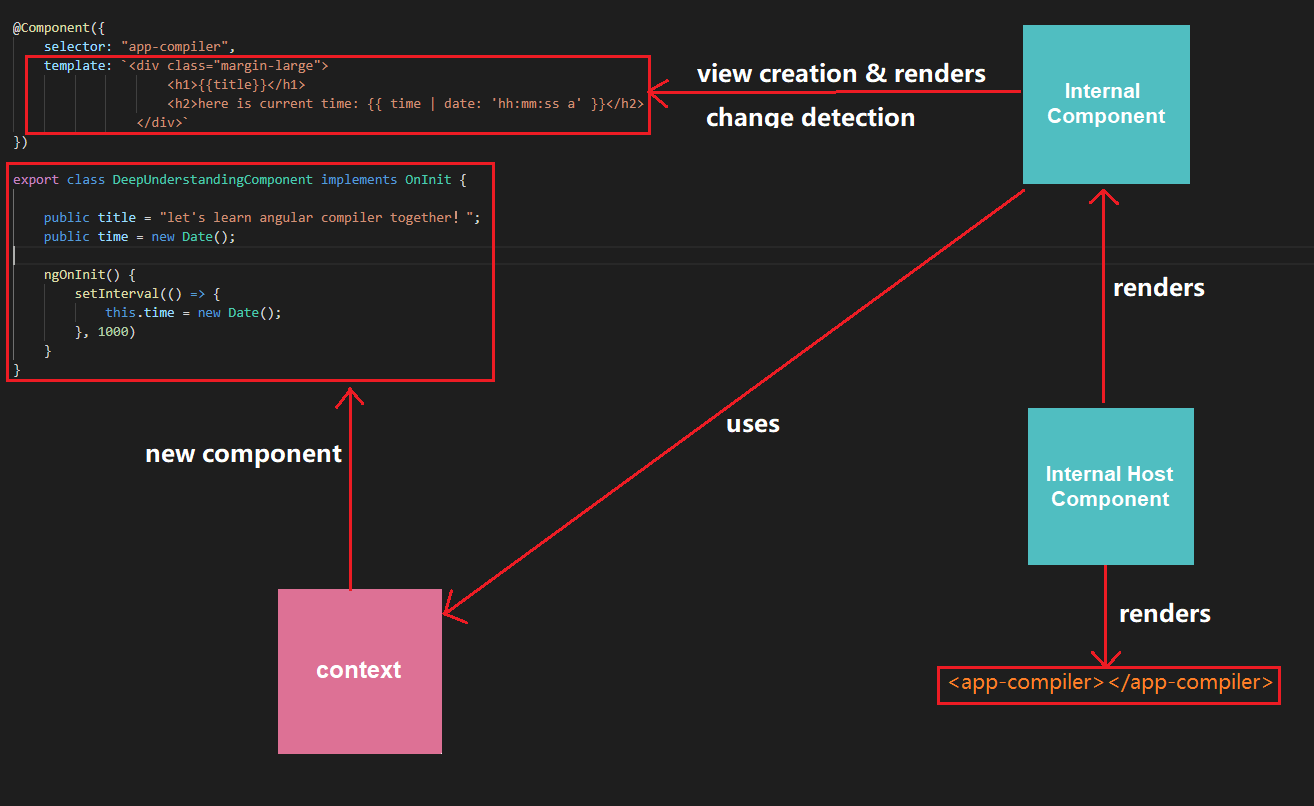 @Component({
selector: "app-compiler",
template: `<div class="margin-large">
<h1>{{title}}</h1>
<h2>here is current time: {{ time | date: 'hh:mm:ss a' }}</h2>
</div>`
})
export class DeepUnderstandingComponent implements OnInit {
public title = "let's learn angular compiler together! ";
public time = new Date();
ngOnInit() {
setInterval(() => {
this.time = new Date();
}, 1000)
}
}
view creation & renders
change detection
Internal
Component
renders
uses
new component
Internal Host
Component
renders
context
<app-compiler></app-compiler>